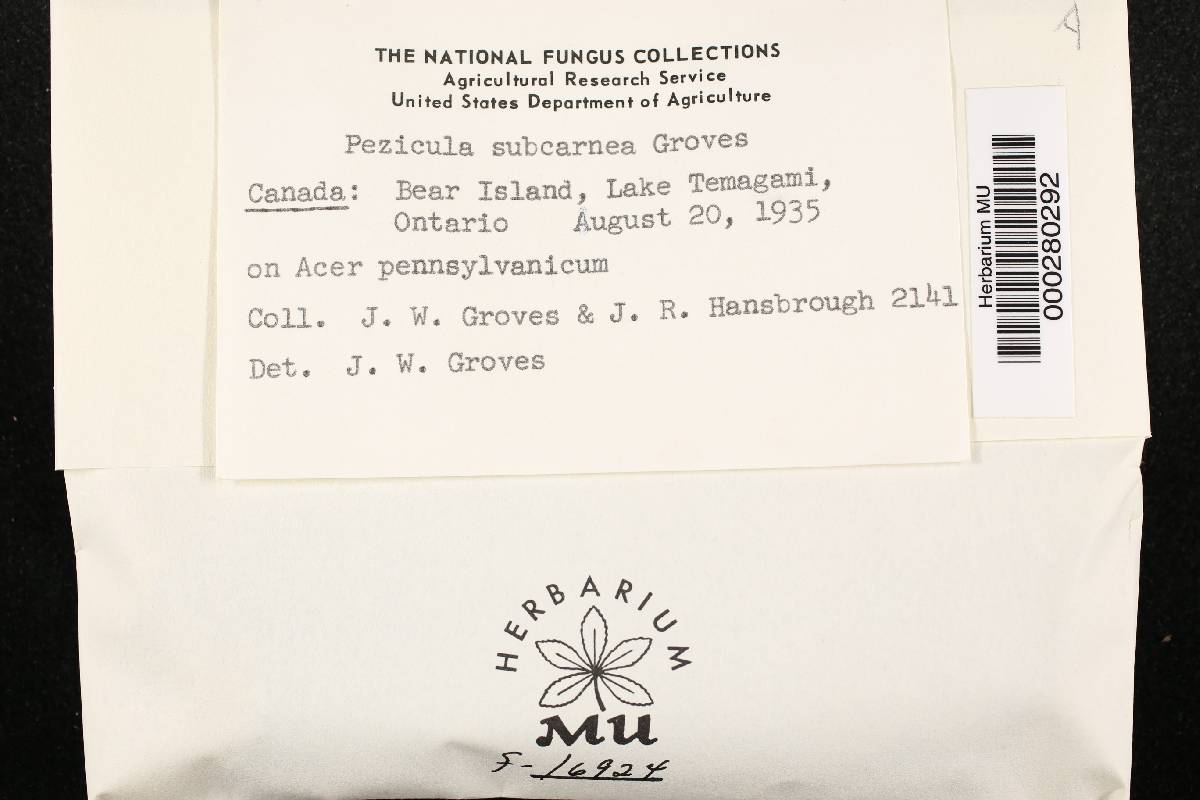 THE NATIONAL FUNGUS COLLECTIONS
Agricultural Research Service
United States Department of Agriculture
Pezicula subcarnea Groves
Canada: Bear Island, Lake Temagami,
Ontario August 20, 1935
on Acer pennsylvanicum
Coll. J. W. Groves & J. R. Hansbrough 2141
Det. J. W. Groves
Herbarium MU
000280292
HERBARIUM
MU
F-16924